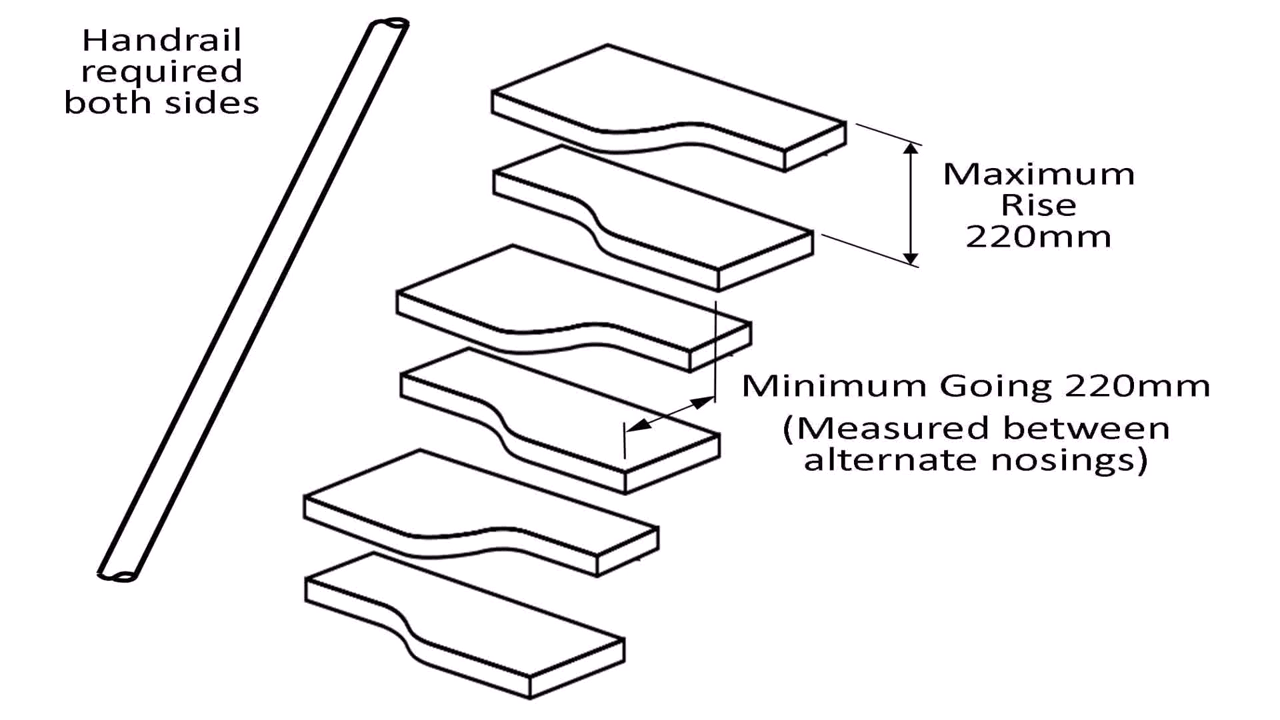 Handrail
required
both sides
Maximum
Rise
220mm
Minimum Going 220mm
(Measured between
alternate nosings)